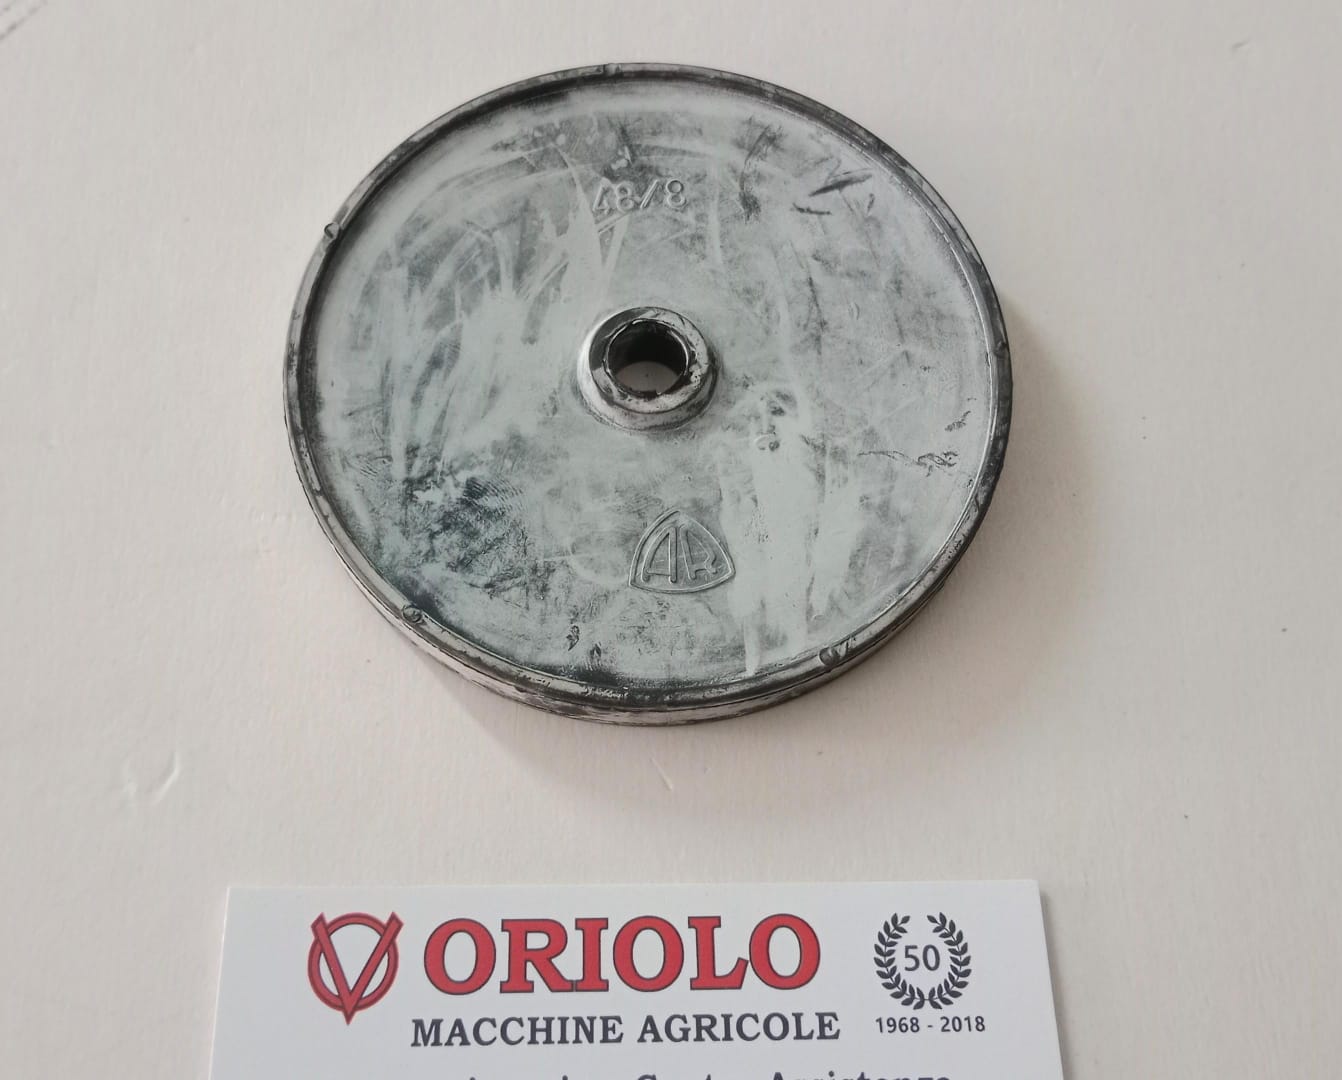 48/8
AR
ORIOLO
50
MACCHINE AGRICOLE
1968 - 2018